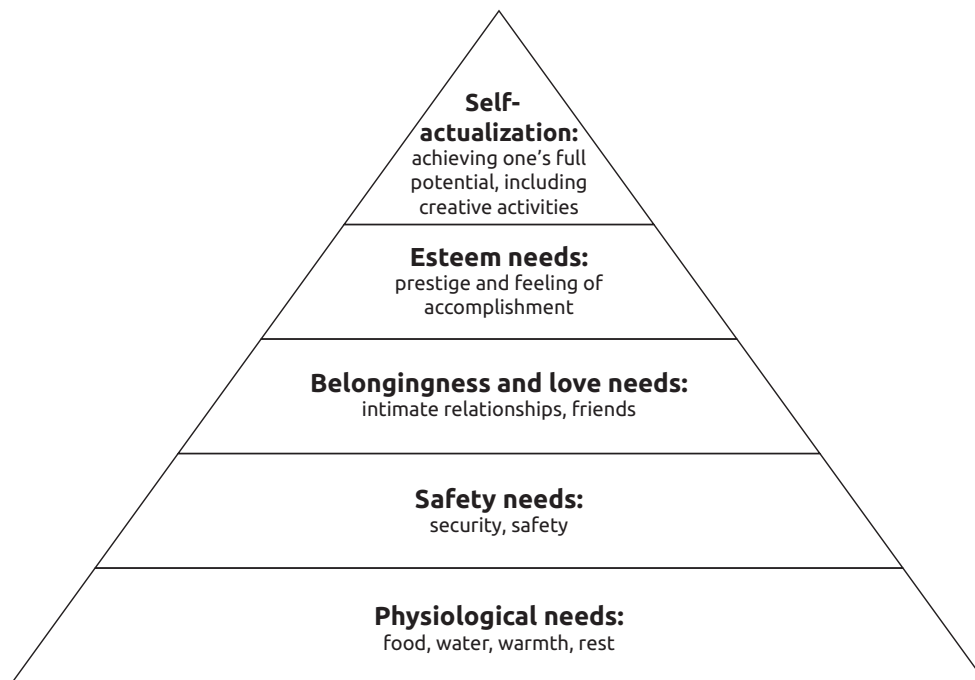 Self-
actualization:
achieving one’s full
potential, including
creative activities
Esteem needs:
prestige and feeling of
accomplishment
Belongingness and love needs:
intimate relationships, friends
Safety needs:
security, safety
Physiological needs:
food, water, warmth, rest